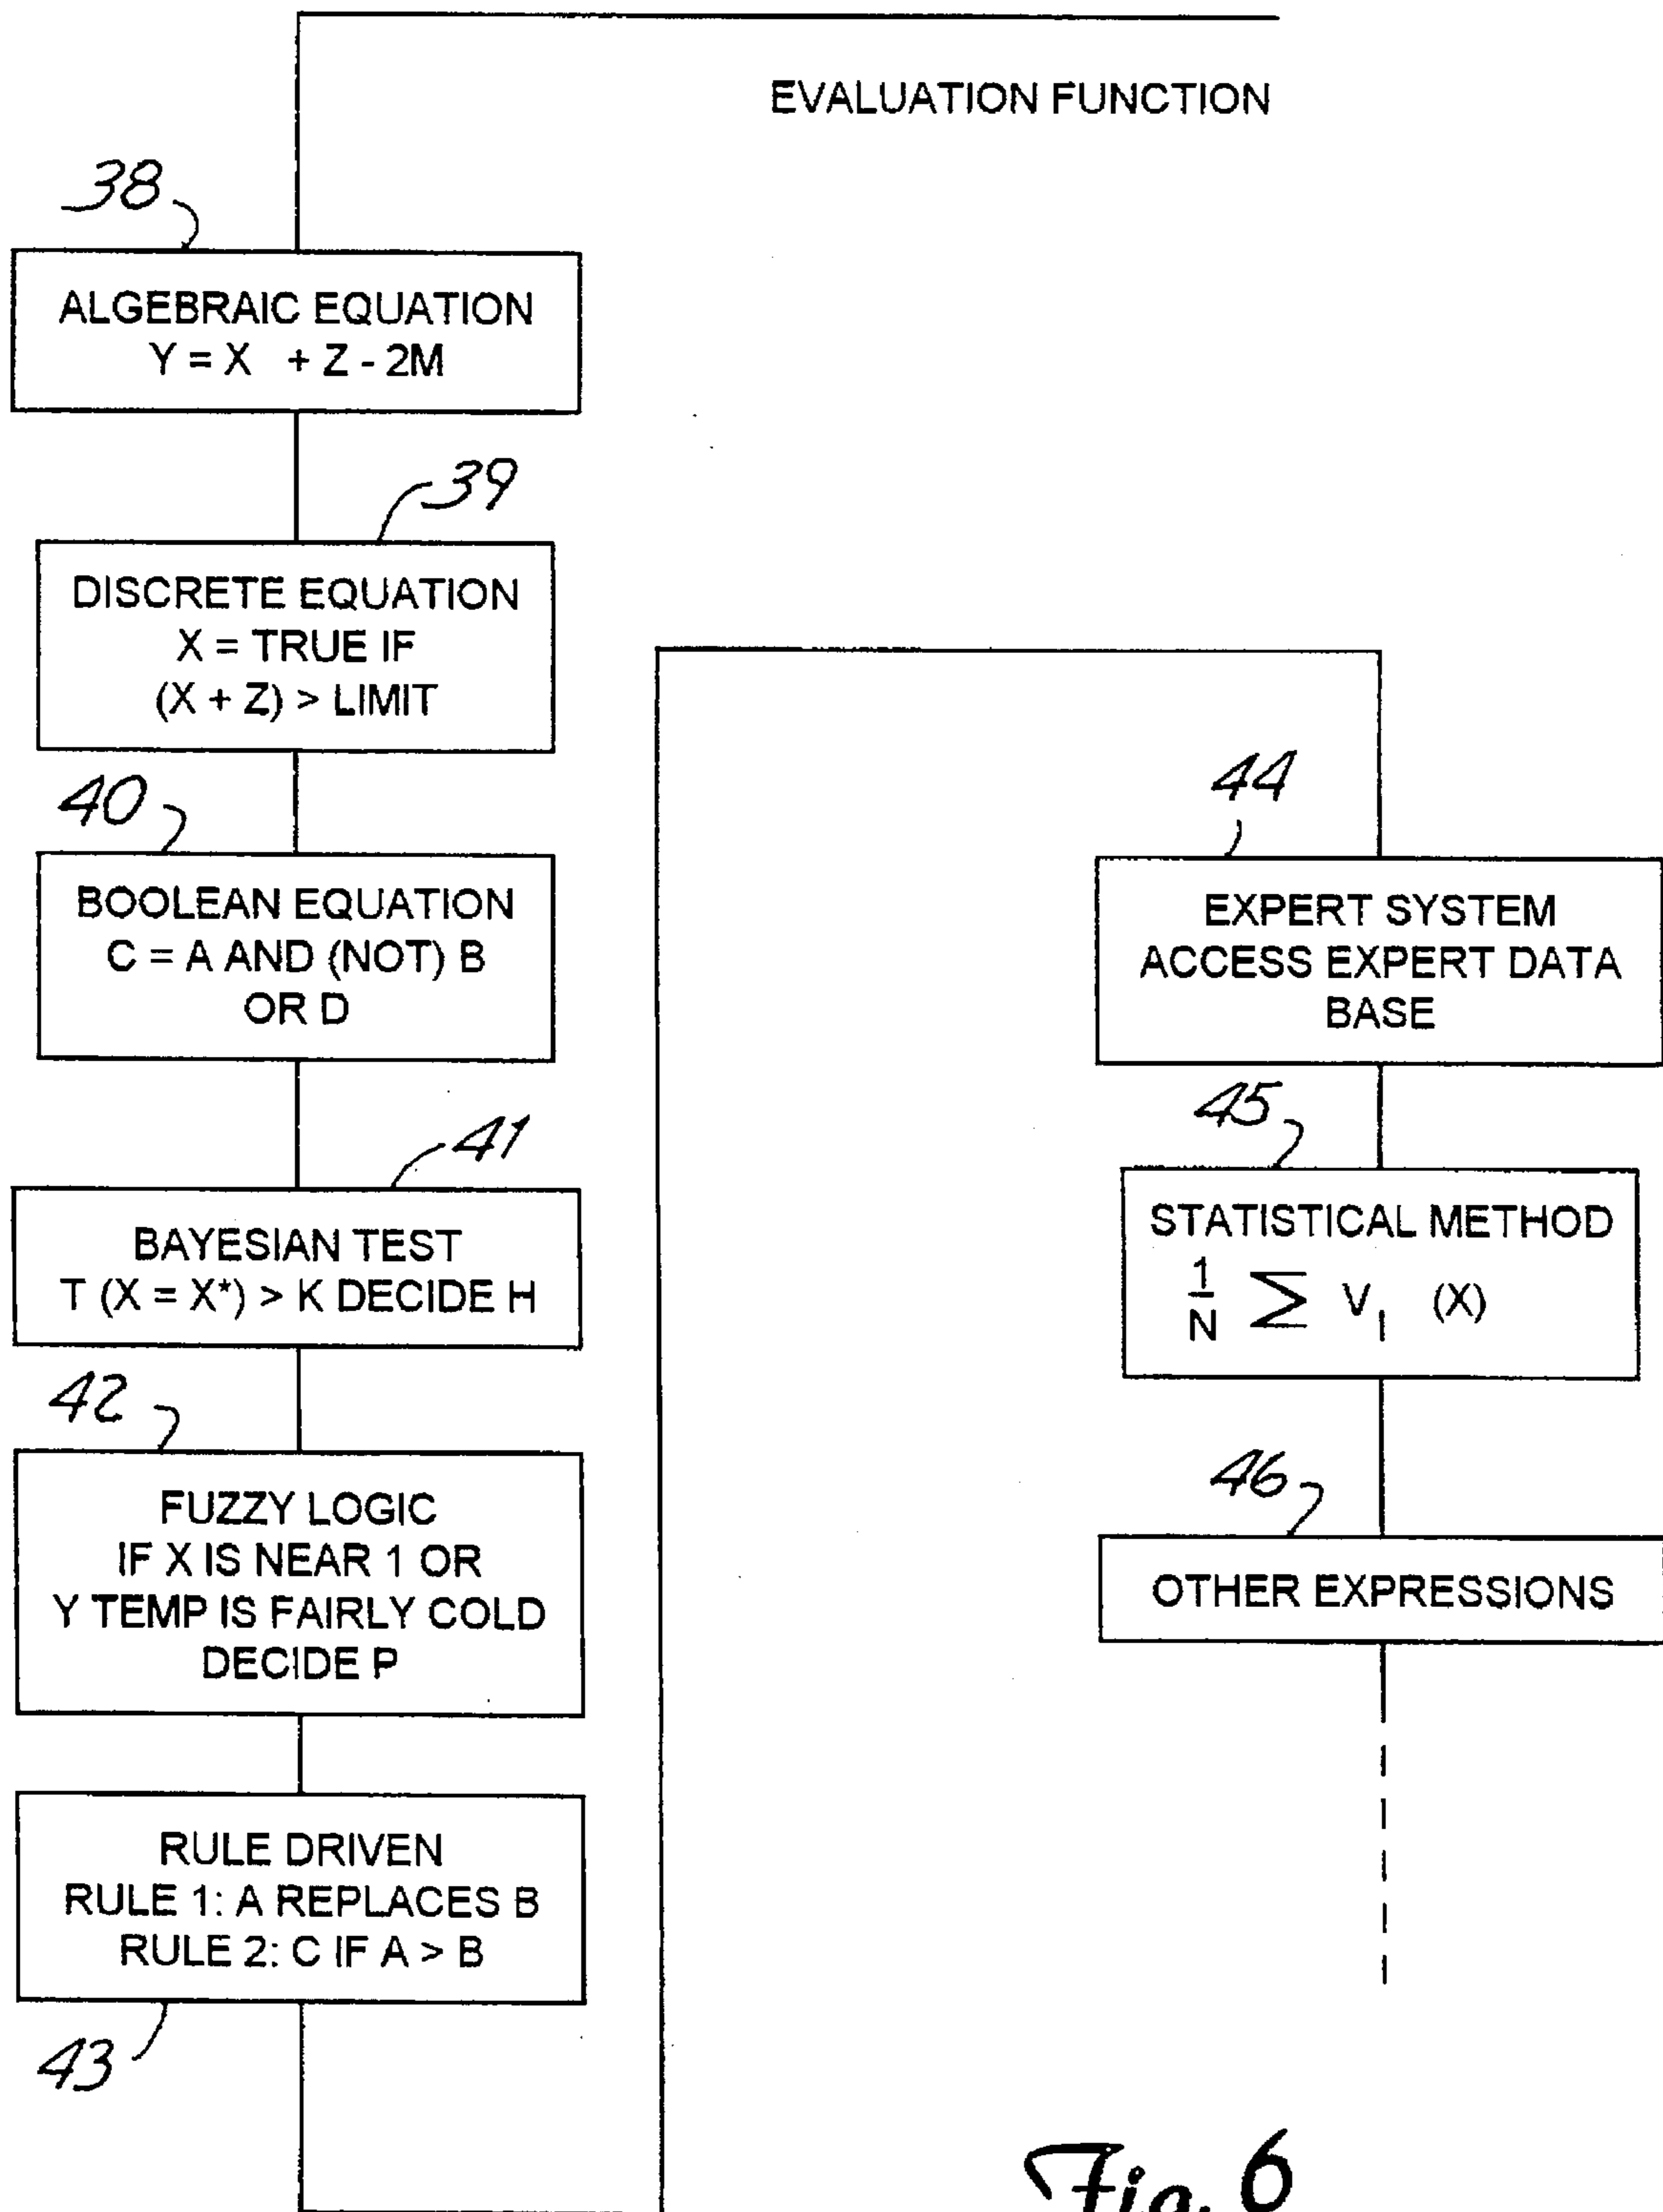 EVALUATION FUNCTION
38
ALGEBRAIC EQUATION
Y = X + Z - 2M
39
DISCRETE EQUATION
X = TRUE IF
(X + Z) > LIMIT
40
BOOLEAN EQUATION
C = A AND (NOT) B
OR D
41
BAYESIAN TEST
T (X = X*) > K DECIDE H
42
FUZZY LOGIC
IF X IS NEAR 1 OR
Y TEMP IS FAIRLY COLD
DECIDE P
RULE DRIVEN
RULE 1: A REPLACES B
RULE 2: C IF A > B
43
44
EXPERT SYSTEM
ACCESS EXPERT DATA
BASE
45
STATISTICAL METHOD
1/N ∑ V I (X)
46
OTHER EXPRESSIONS
Fig. 6